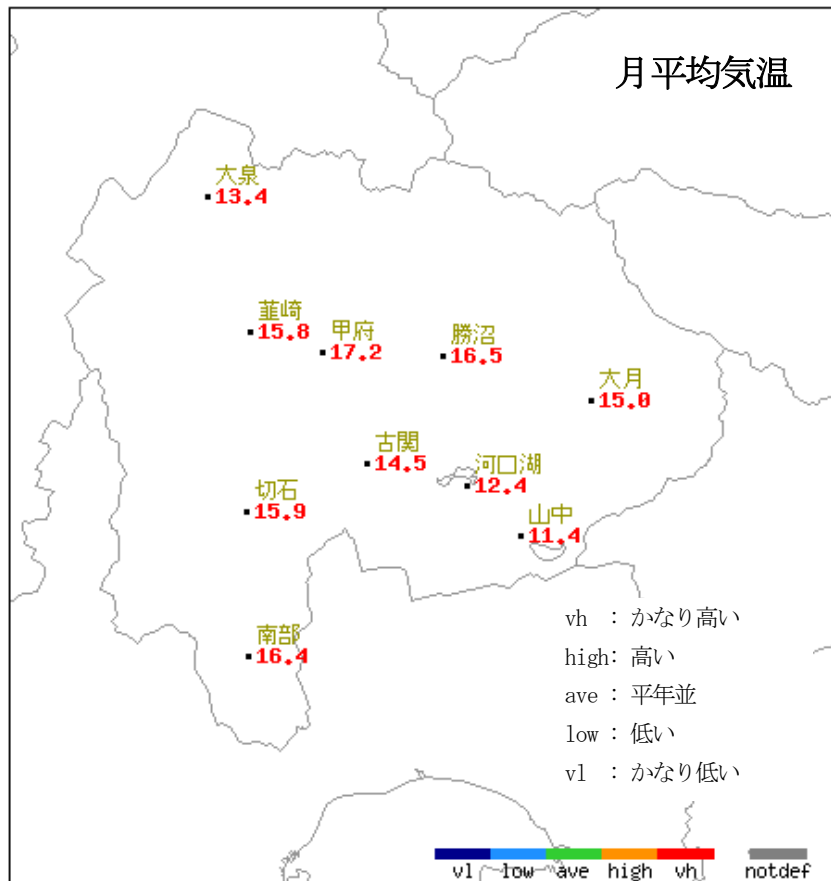 月平均気温
大泉
13.4
韮崎
15.8
甲府
17.2
勝沼
16.5
大月
15.0
古関
14.5
河口湖
12.4
切石
15.9
山中
11.4
南部
16.4
vh : かなり高い
high: 高い
ave : 平年並
low : 低い
vl : かなり低い
vl low ave high vh notdef